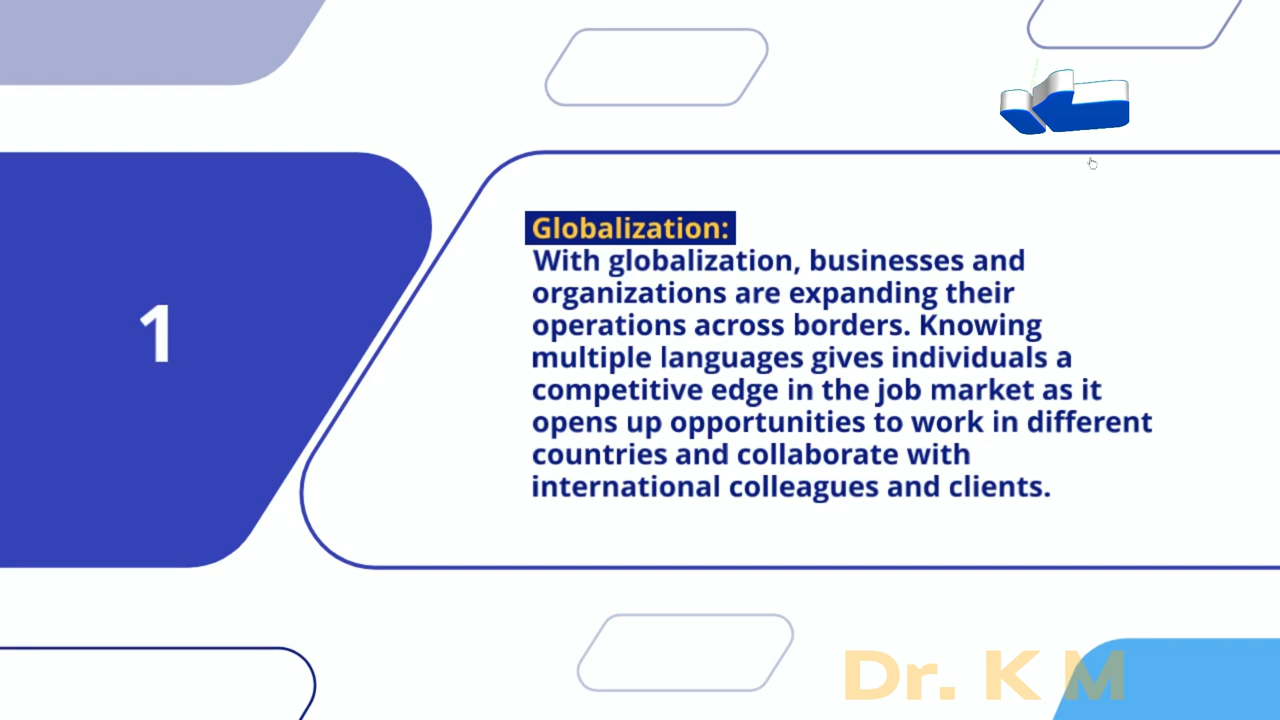 1
Globalization:
With globalization, businesses and
organizations are expanding their
operations across borders. Knowing
multiple languages gives individuals a
competitive edge in the job market as it
opens up opportunities to work in different
countries and collaborate with
international colleagues and clients.
Dr. K M